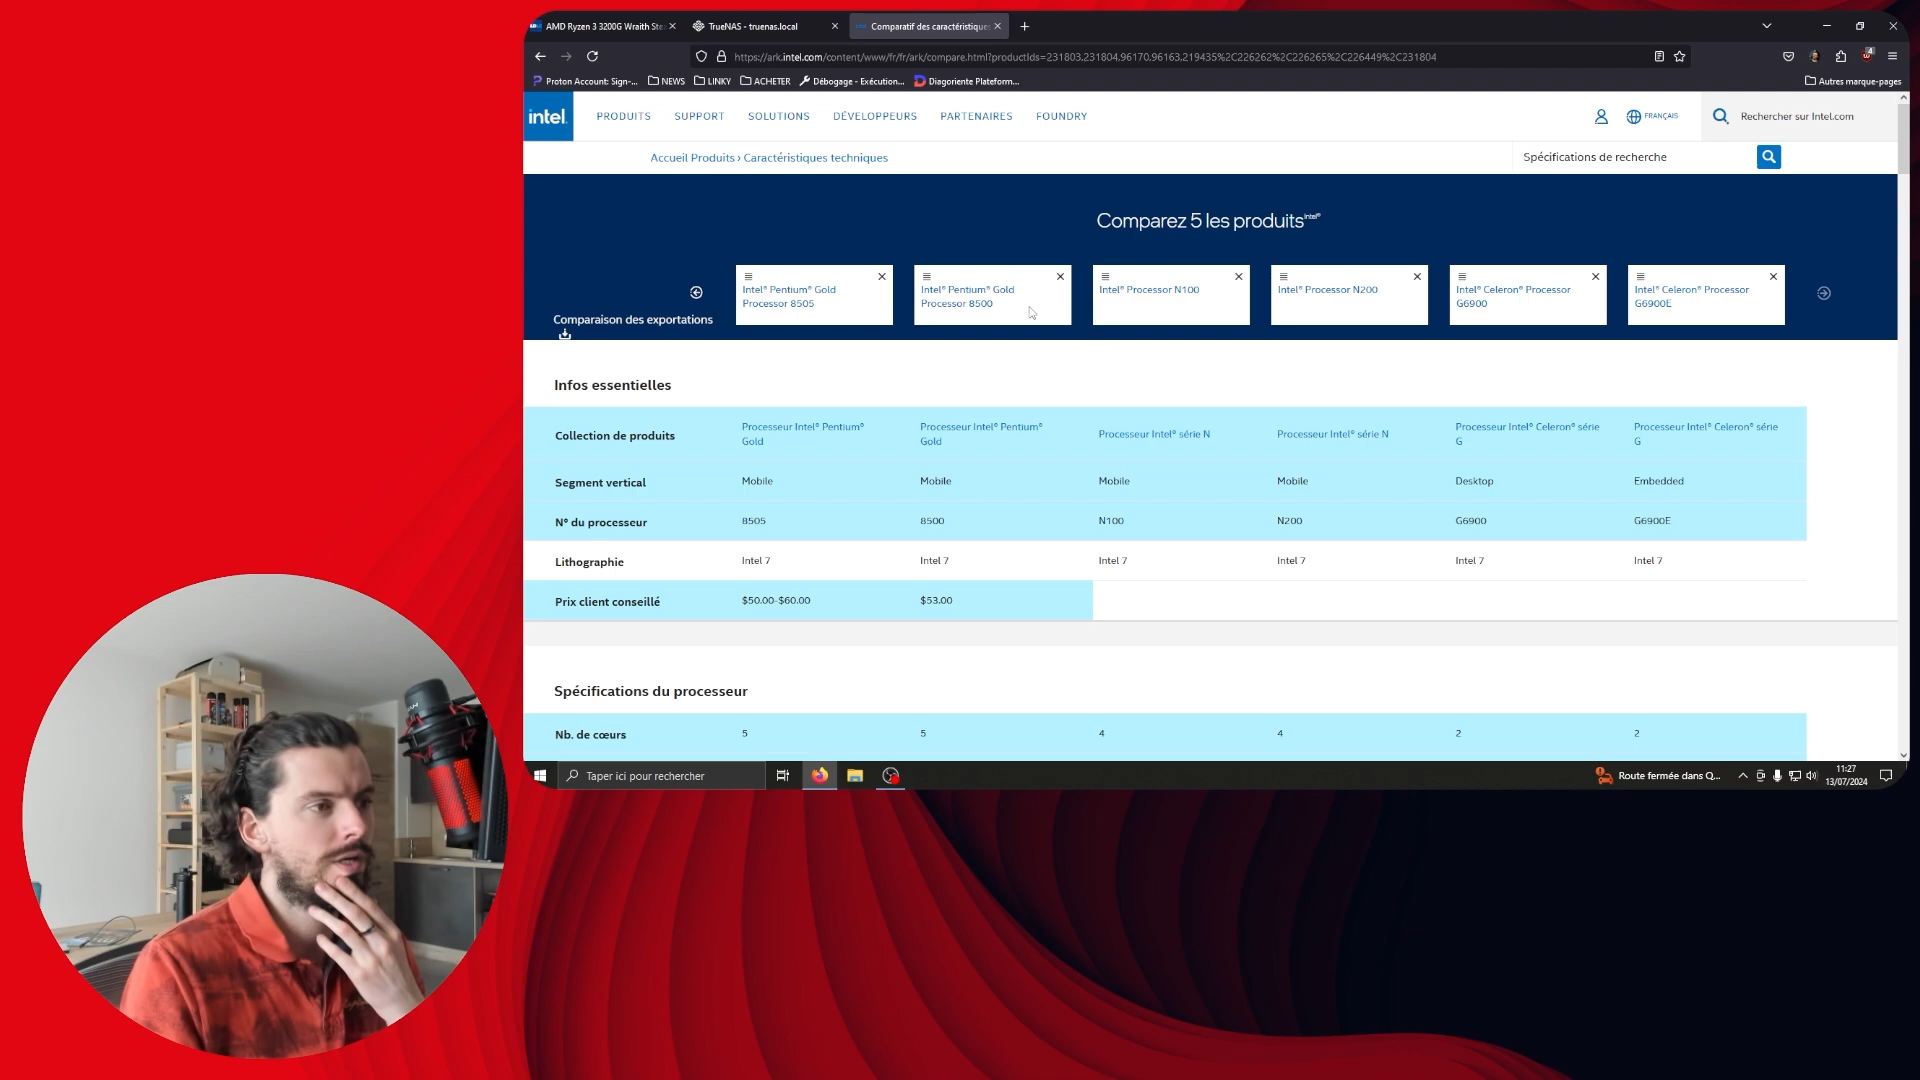 AMD Ryzen 3 3200G Wraith Ste
TrueNAS - truenas.local
Comparatif des caractéristiques
https://ark.intel.com/content/www/fr/fr/ark/compare.html?productIds=231803,231804,96170,96163,219435%2C226262%2C226265%2C226449%2C231804
4
Proton Account: Sign-...
NEWS
LINKY
ACHETER
Débogage - Exécution...
Diagoriente Plateform...
Autres marque-pages
intel.
PRODUITS
SUPPORT
SOLUTIONS
DÉVELOPPEURS
PARTENAIRES
FOUNDRY
FRANÇAIS
Rechercher sur Intel.com
Accueil Produits › Caractéristiques techniques
Spécifications de recherche
Comparez 5 les produits Intel®
Comparaison des exportations
Intel® Pentium® Gold
Processor 8505
Intel® Pentium® Gold
Processor 8500
Intel® Processor N100
Intel® Processor N200
Intel® Celeron® Processor
G6900
Intel® Celeron® Processor
G6900E
Infos essentielles
Collection de produits
Processeur Intel® Pentium®
Gold
Processeur Intel® Pentium®
Gold
Processeur Intel® série N
Processeur Intel® série N
Processeur Intel® Celeron® série
G
Processeur Intel® Celeron® série
G
Segment vertical Mobile Mobile Mobile Mobile Desktop Embedded
Nº du processeur 8505 8500 N100 N200 G6900 G6900E
Lithographie Intel 7 Intel 7 Intel 7 Intel 7 Intel 7 Intel 7
Prix client conseillé $50.00-$60.00 $53.00
Spécifications du processeur
Nb. de cœurs 5 5 4 4 2 2
Taper ici pour rechercher
Route fermée dans Q...
11:27
13/07/2024